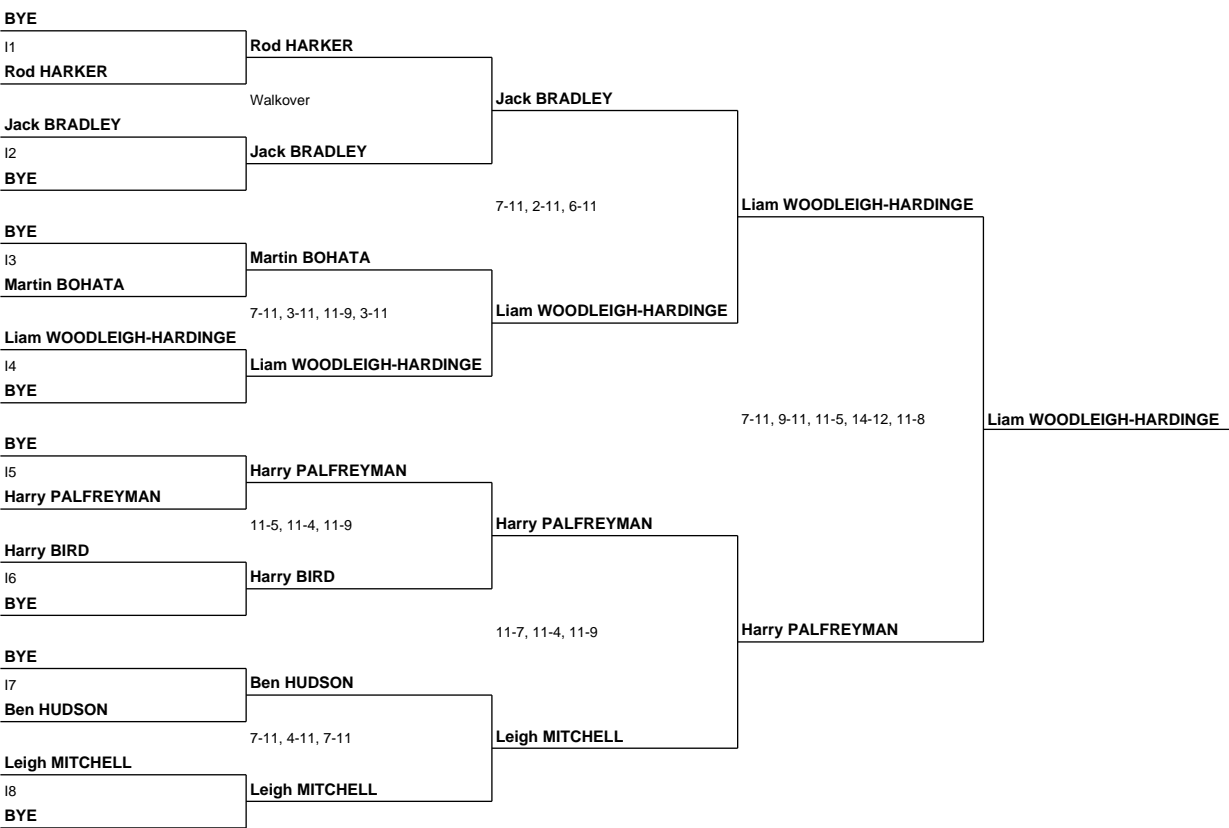 BYE
I1
Rod HARKER
Jack BRADLEY
I2
BYE
BYE
I3
Martin BOHATA
Liam WOODLEIGH-HARDINGE
I4
BYE
BYE
I5
Harry PALFREYMAN
Harry BIRD
I6
BYE
BYE
I7
Ben HUDSON
Leigh MITCHELL
I8
BYE
Rod HARKER
Walkover
Jack BRADLEY
Martin BOHATA
7-11, 3-11, 11-9, 3-11
Liam WOODLEIGH-HARDINGE
Harry PALFREYMAN
11-5, 11-4, 11-9
Harry BIRD
Ben HUDSON
7-11, 4-11, 7-11
Leigh MITCHELL
Jack BRADLEY
7-11, 2-11, 6-11
Liam WOODLEIGH-HARDINGE
Harry PALFREYMAN
11-7, 11-4, 11-9
Leigh MITCHELL
Liam WOODLEIGH-HARDINGE
7-11, 9-11, 11-5, 14-12, 11-8
Harry PALFREYMAN
Liam WOODLEIGH-HARDINGE